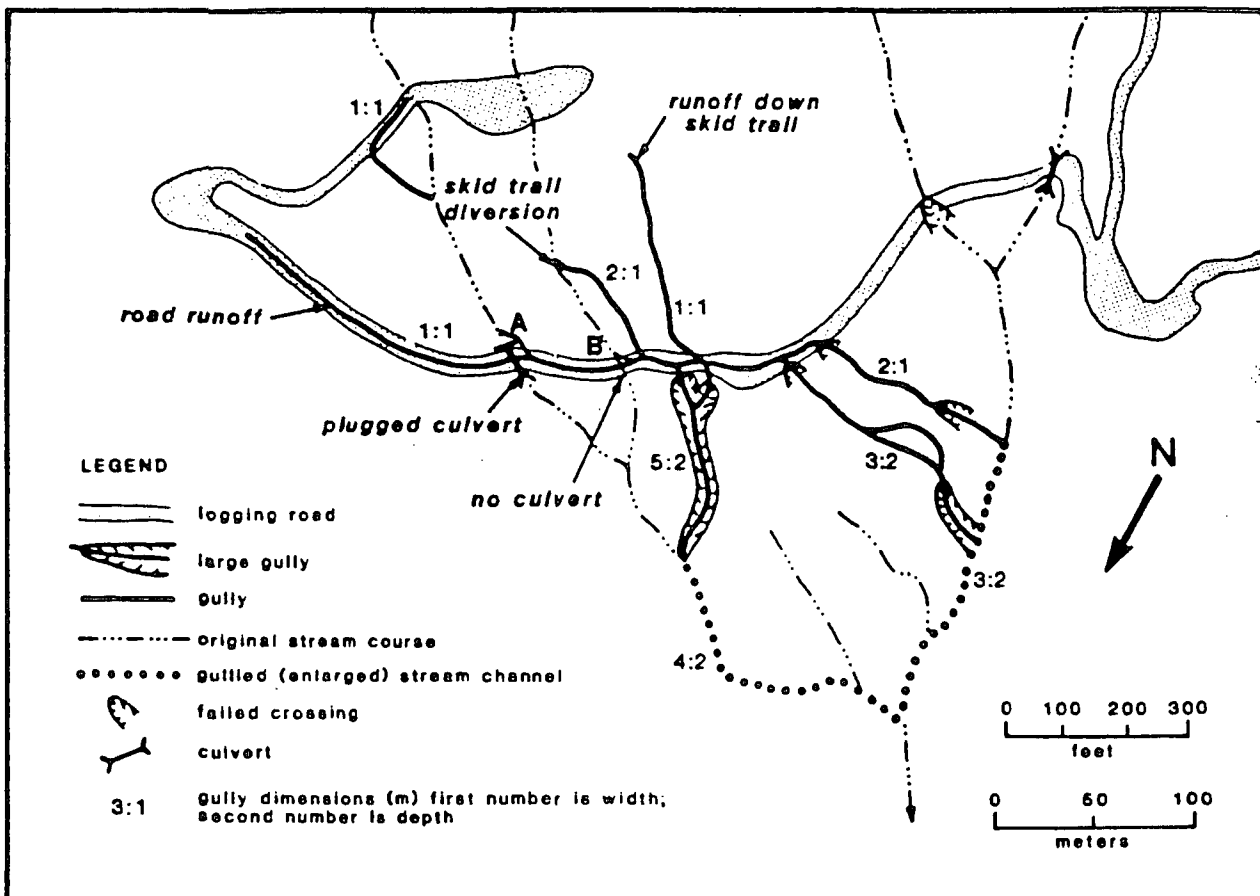 1:1
runoff down
skid trail
skid trail
diversion
2:1
1:1
road runoff
1:1
A
B
2:1
plugged culvert
5:2
3:2
N
no culvert
3:2
4:2
LEGEND
logging road
large gully
gully
original stream course
gullied (enlarged) stream channel
failed crossing
culvert
3:1 gully dimensions (m) first number is width;
second number is depth
0 100 200 300
feet
0 50 100
meters